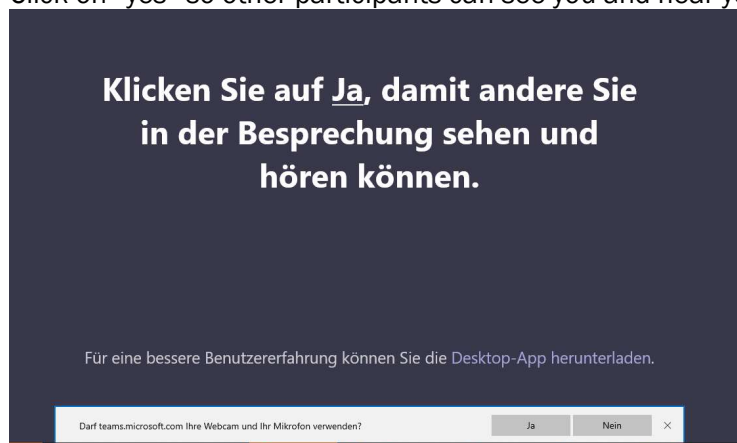 Click on "yes" so other participants can see you and hear y
Klicken Sie auf Ja, damit andere Sie
in der Besprechung sehen und
hören können.
Für eine bessere Benutzererfahrung können Sie die Desktop-App herunterladen.
Darf teams.microsoft.com Ihre Webcam und Ihr Mikrofon verwenden? Ja Nein